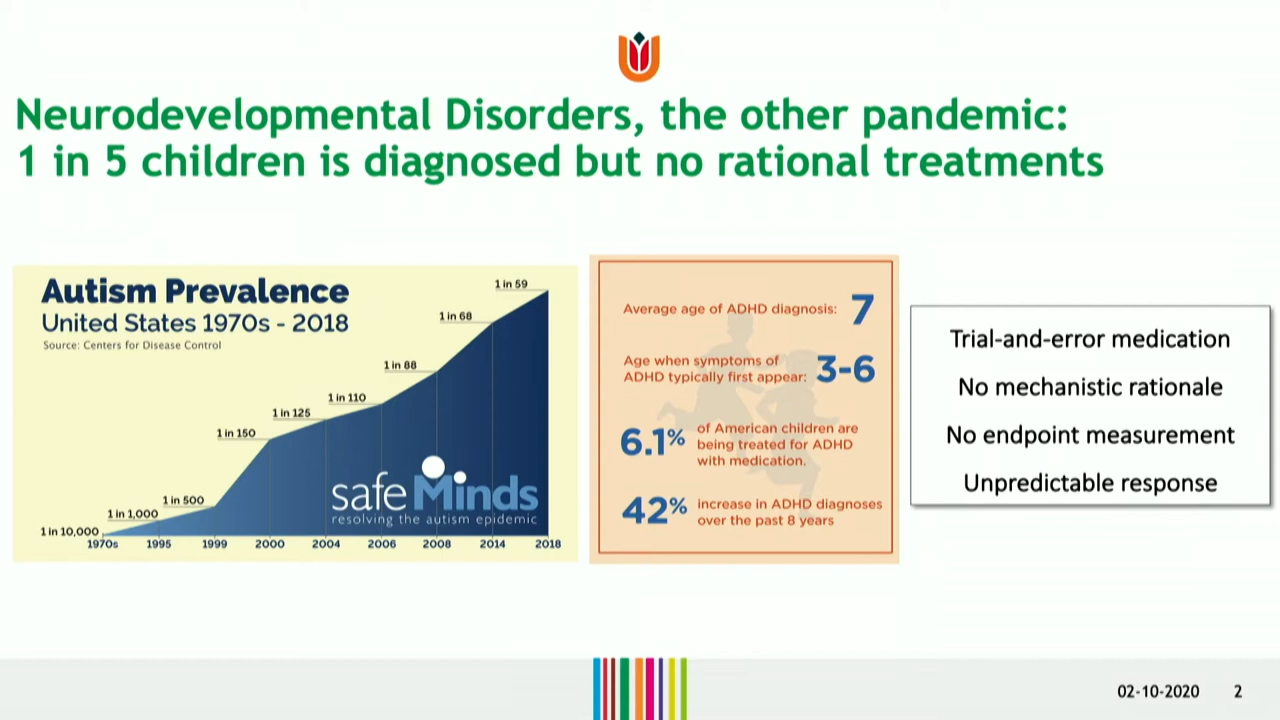 Neurodevelopmental Disorders, the other pandemic:
1 in 5 children is diagnosed but no rational treatments
Autism Prevalence
United States 1970s - 2018
Source: Centers for Disease Control
1 in 10,000
1 in 1,000
1 in 500
1 in 150
1 in 125
1 in 110
1 in 88
1 in 68
1 in 59
safeMinds
resolving the autism epidemic
1970s 1995 1999 2000 2004 2006 2008 2014 2018
Average age of ADHD diagnosis: 7
Age when symptoms of
ADHD typically first appear: 3-6
6.1% of American children are
being treated for ADHD
with medication.
42% increase in ADHD diagnoses
over the past 8 years
Trial-and-error medication
No mechanistic rationale
No endpoint measurement
Unpredictable response
02-10-2020 2